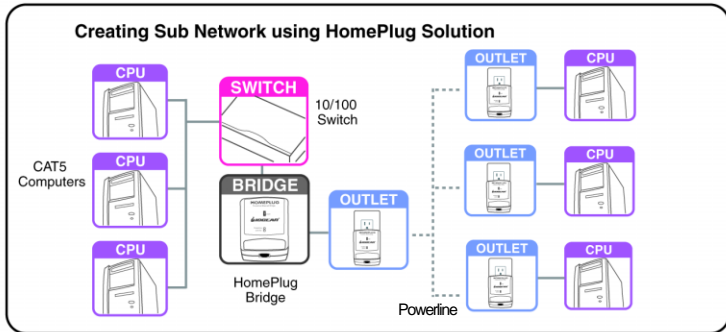 Creating Sub Network using HomePlug Solution
CPU
CPU
CPU
CAT5
Computers
SWITCH
10/100
Switch
BRIDGE
HOMEPLUG
HomePlug
Bridge
OUTLET
OUTLET
CPU
OUTLET
CPU
OUTLET
CPU
Powerline